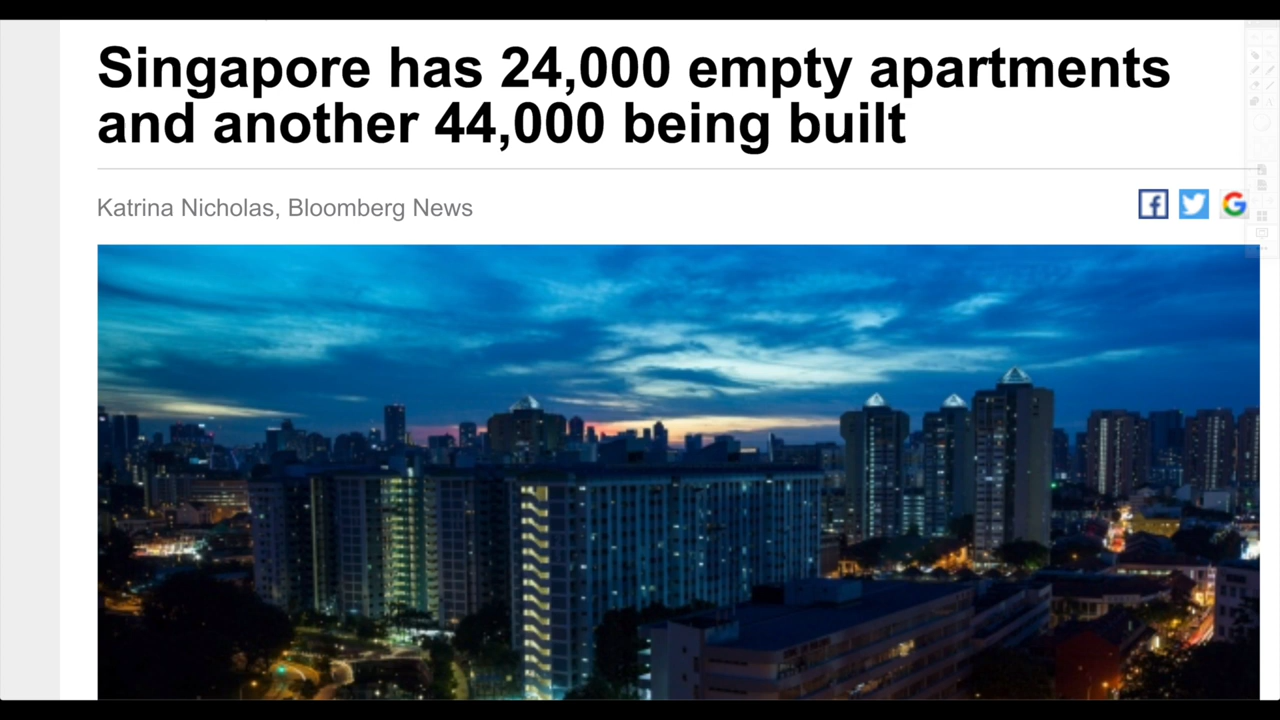 Singapore has 24,000 empty apartments
and another 44,000 being built
Katrina Nicholas, Bloomberg News